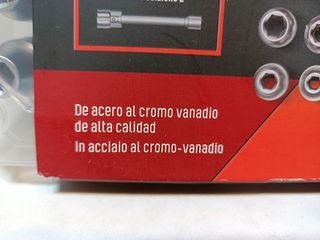 De acero al cromo vanadio
de alta calidad
In acciaio al cromo-vanadio